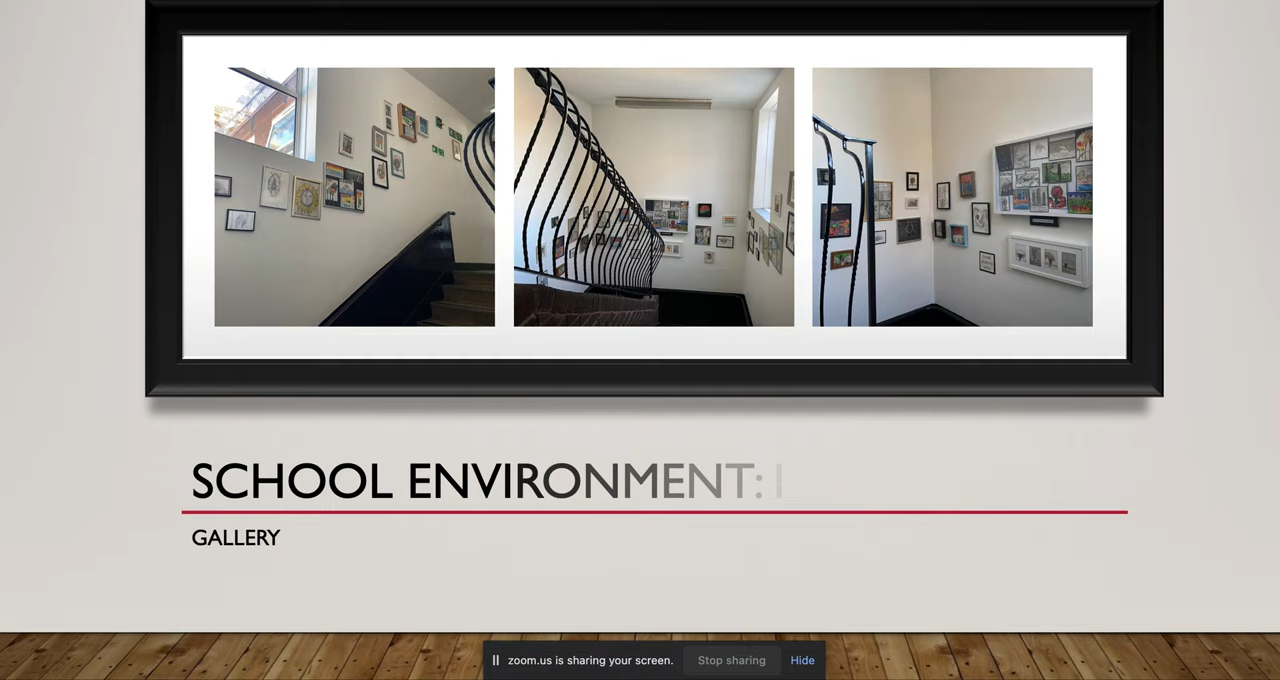 SCHOOL ENVIRONMENT: I
GALLERY
zoom.us is sharing your screen. Stop sharing Hide